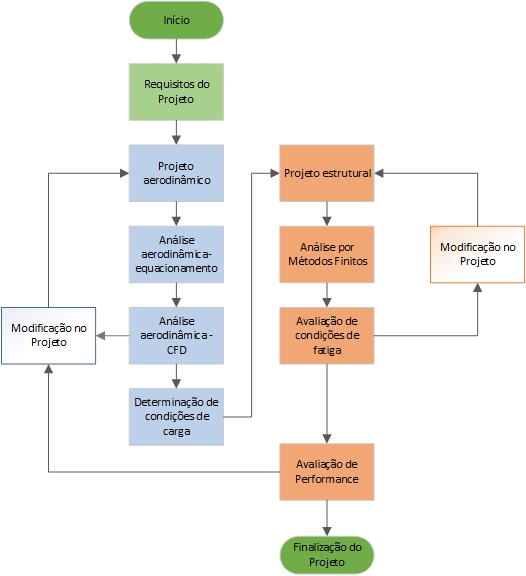 Início
Requisitos do
Projeto
Projeto
aerodinâmico
Projeto estrutural
Análise
aerodinâmica-
equacionamento
Análise por
Métodos Finitos
Modificação no
Projeto
Modificação no
Projeto
Análise
aerodinâmica -
CFD
Avaliação de
condições de
fatiga
Determinação de
condições de
carga
Avaliação de
Performance
Finalização do
Projeto